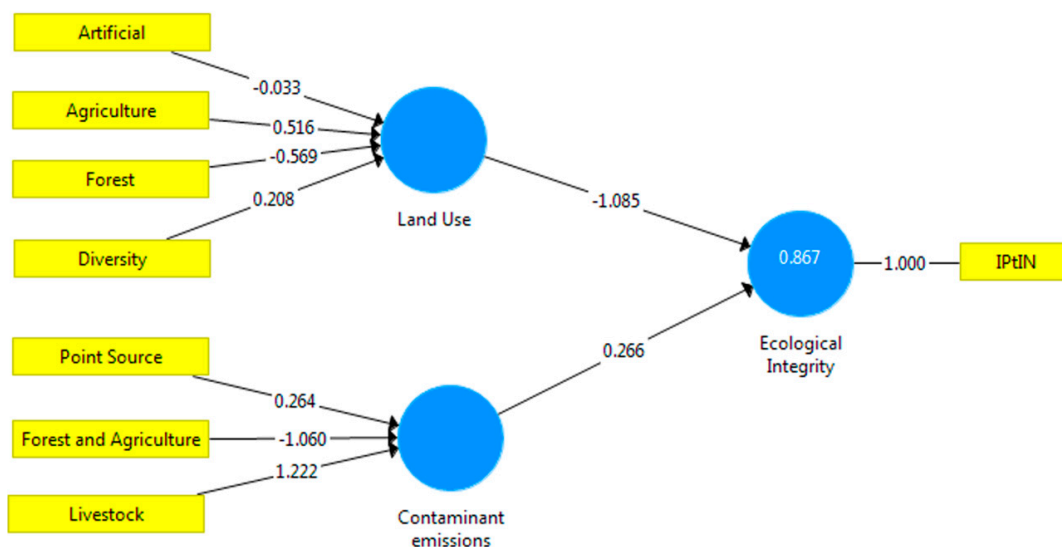 Artificial
-0.033
Agriculture
0.516
-0.569
Forest
0.208
Land Use
Diversity
-1.085
0.867
1.000
IPtIN
Ecological
Integrity
Point Source
0.264
0.266
Forest and Agriculture
-1.060
1.222
Livestock
Contaminant
emissions